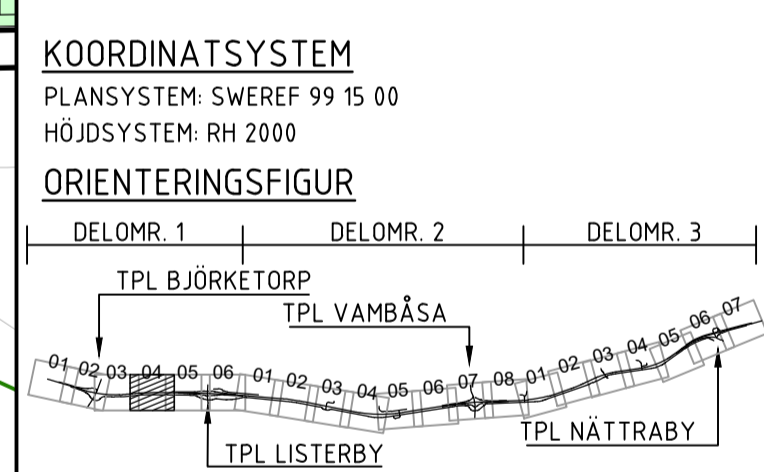 KOORDINATSYSTEM
PLANSYSTEM: SWEREF 99 15 00
HÖJDSYSTEM: RH 2000
ORIENTERINGSFIGUR
DELOMR. 1 DELOMR. 2 DELOMR. 3
TPL BJÖRKETORP
TPL VAMBÅSA
01 02 03 04 05 06 01 02 03 04 05 06 07 08 01 02 03 04 05 06 07
TPL LISTERBY
TPL NÄTTRABY